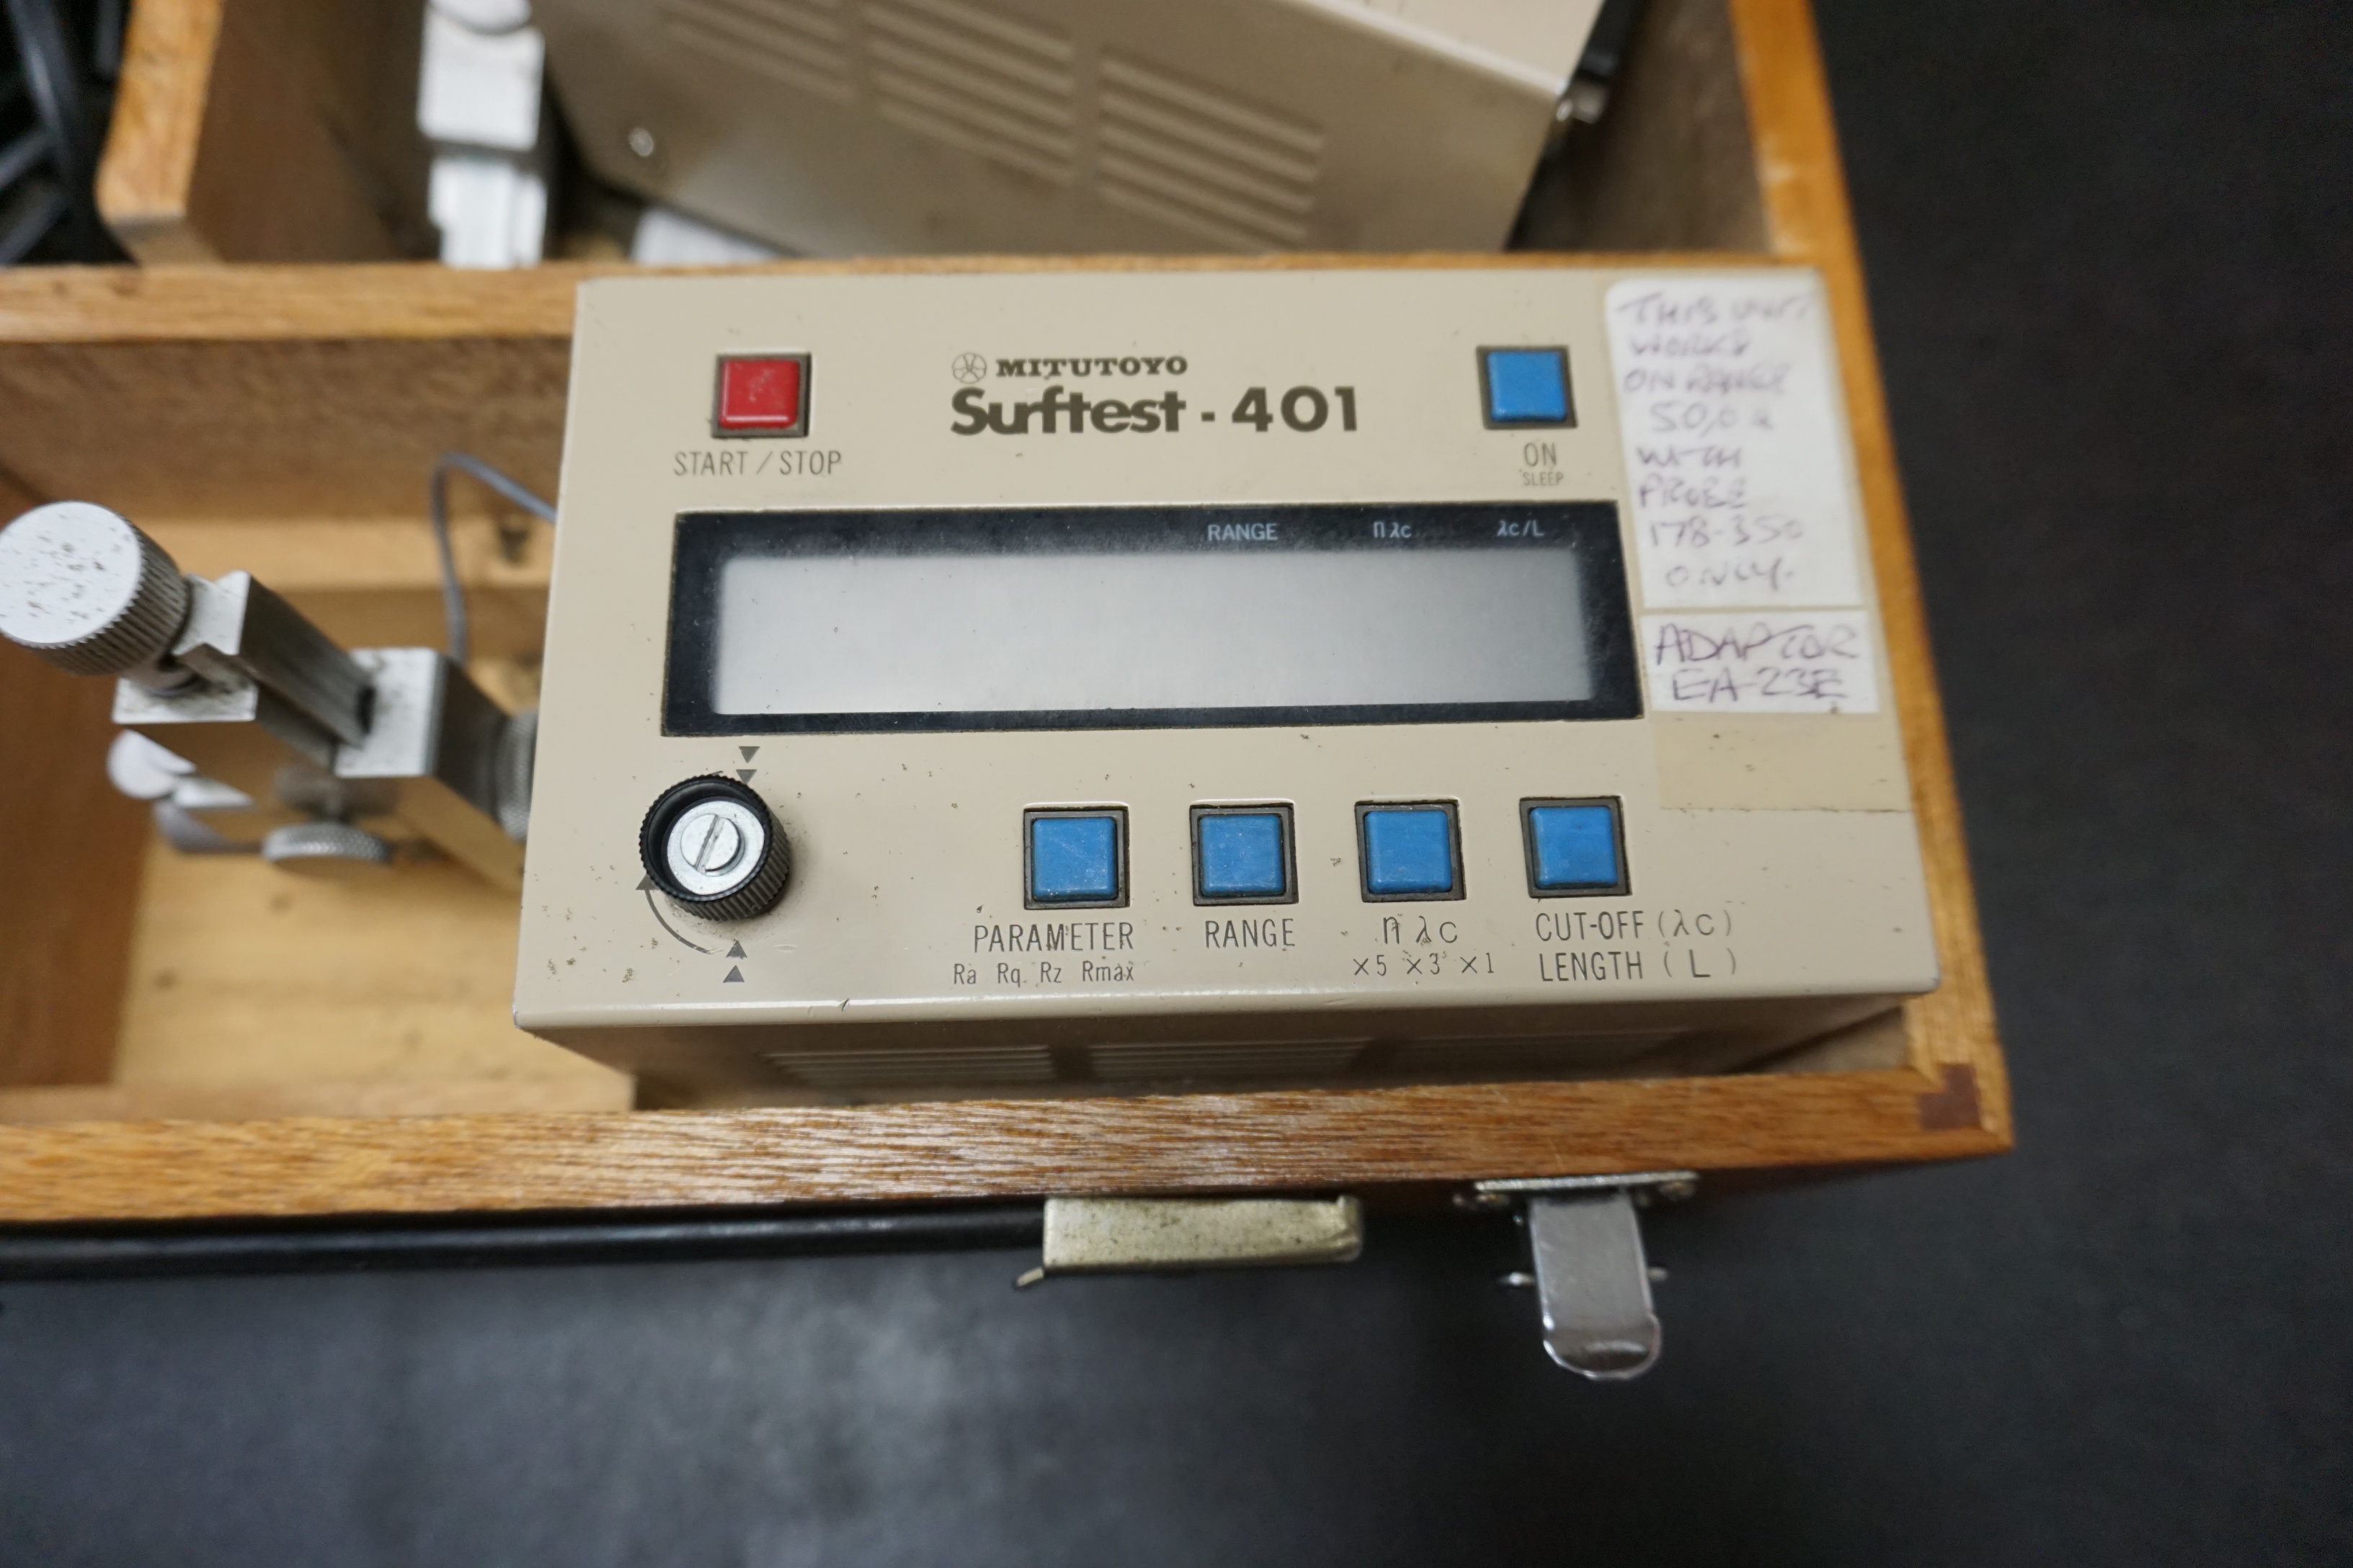 MITUTOYO
Surftest - 401
START / STOP
ON
SLEEP
RANGE n λc λc/L
PARAMETER
Ra Rq Rz Rmax
RANGE
n λ c
×5 ×3 ×1
CUT-OFF (λc)
LENGTH ( L )
THIS UNIT
WORKS
ON RANGE
50,0
WITH
PROBE
178-350
ONLY.
ADAPTOR
EA-23E